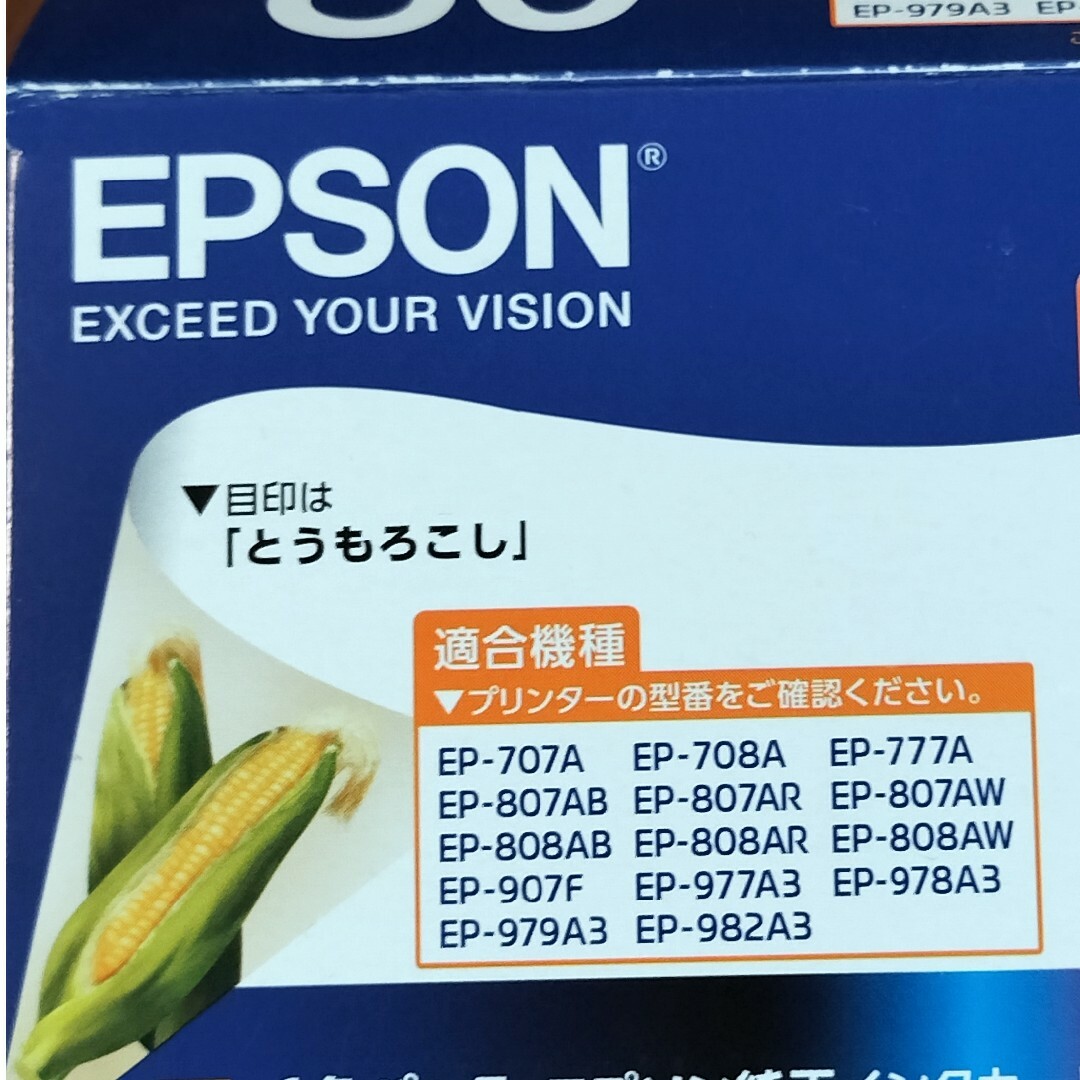 80
EP-979A3 EP-
EPSON®
EXCEED YOUR VISION
▼目印は
「とうもろこし」
適合機種
▼プリンターの型番をご確認ください。
EP-707A EP-708A EP-777A
EP-807AB EP-807AR EP-807AW
EP-808AB EP-808AR EP-808AW
EP-907F EP-977A3 EP-978A3
EP-979A3 EP-982A3